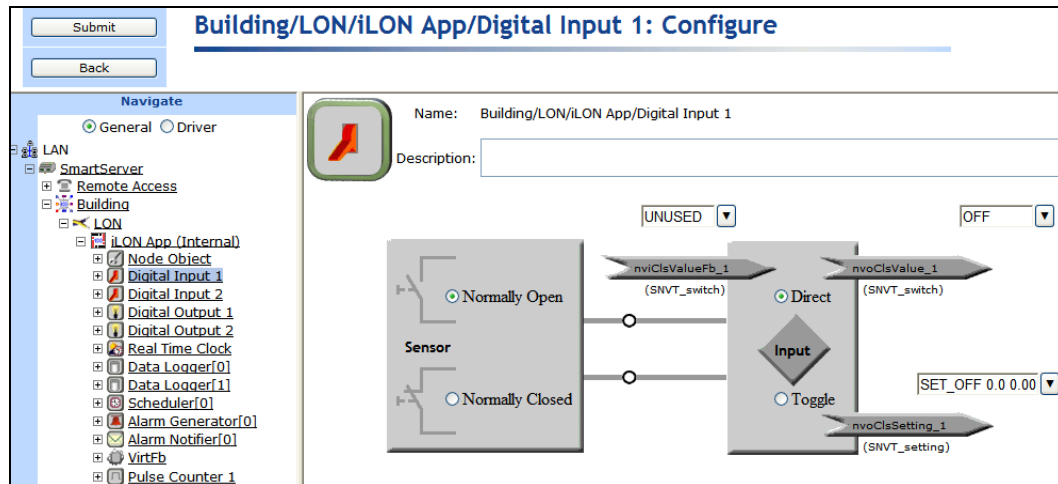 Submit
Back
Building/LON/iLON App/Digital Input 1: Configure
Navigate
General Driver
LAN
SmartServer
Remote Access
Building
LON
iLON App (Internal)
Node Object
Digital Input 1
Digital Input 2
Digital Output 1
Digital Output 2
Real Time Clock
Data Logger[0]
Data Logger[1]
Scheduler[0]
Alarm Generator[0]
Alarm Notifier[0]
VirtFb
Pulse Counter 1
Name: Building/LON/iLON App/Digital Input 1
Description:
UNUSED
OFF
nviClsValueFb_1
(SNVT_switch)
nvoClsValue_1
(SNVT_switch)
Normally Open
Direct
Sensor
Input
SET_OFF 0.0 0.00
Normally Closed
Toggle
nvoClsSetting_1
(SNVT_setting)